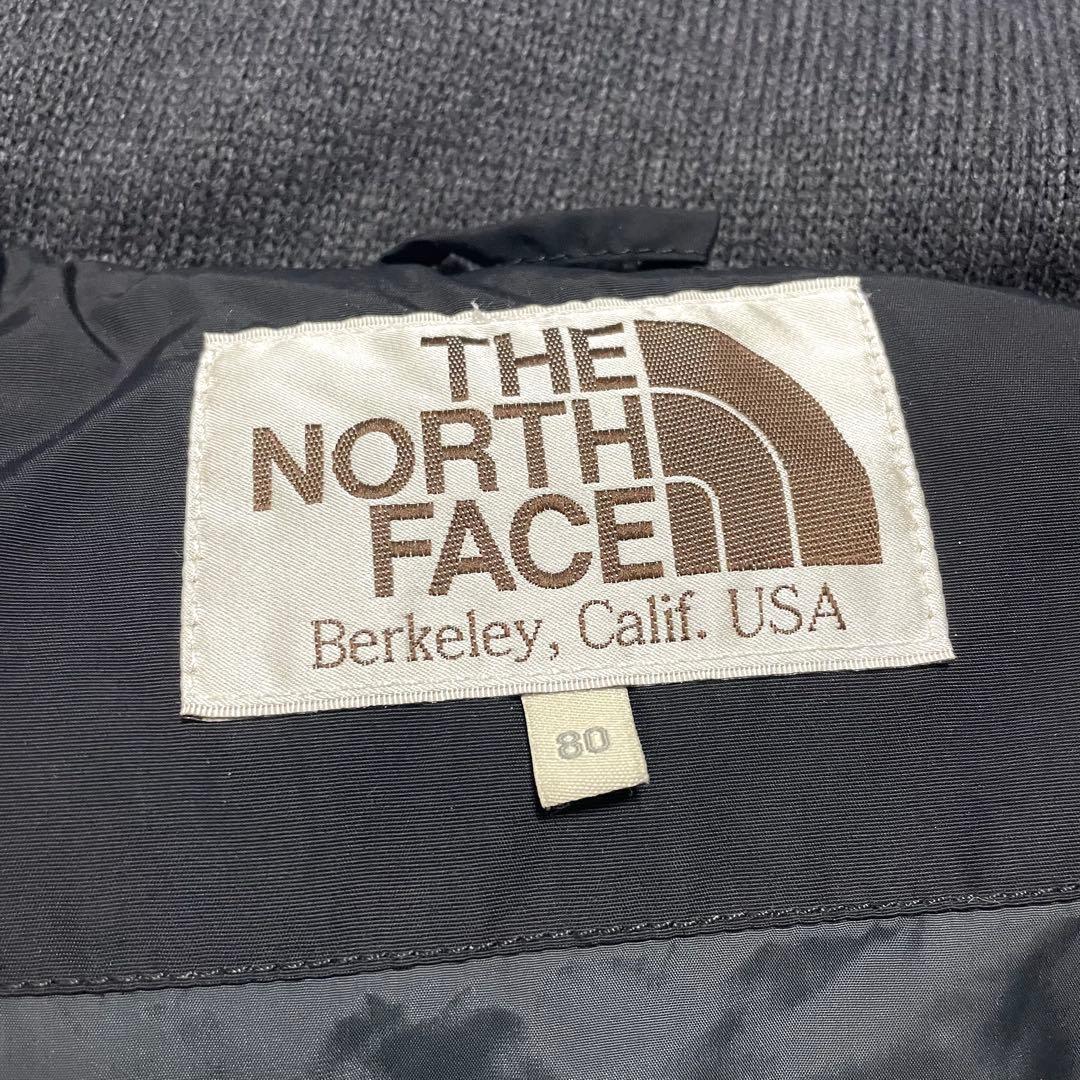 THE
NORTH
FACE
Berkeley, Calif. USA
80